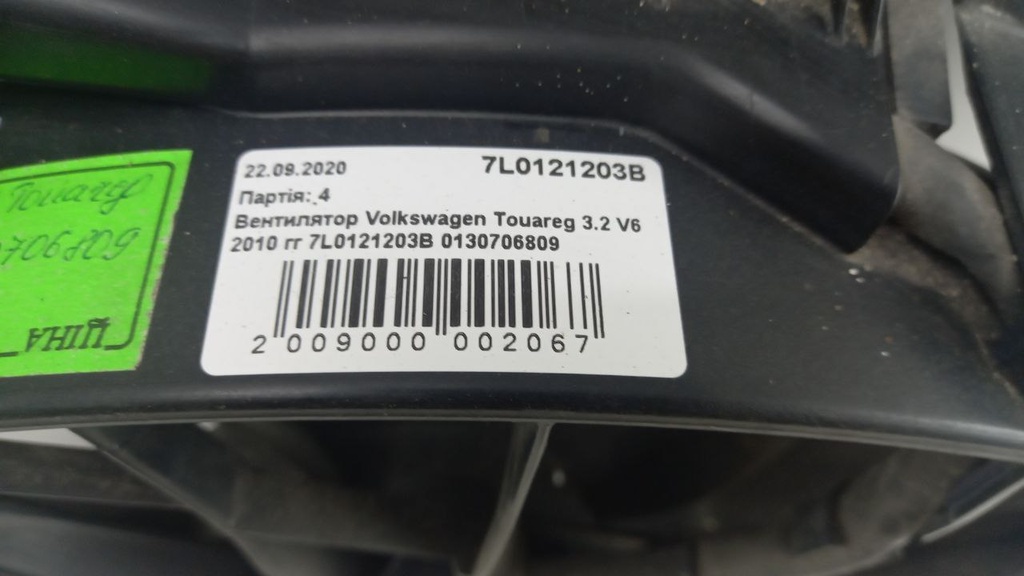 22.09.2020 7L0121203B
Партія: 4
Вентилятор Volkswagen Touareg 3.2 V6
2010 гг 7L0121203B 0130706809
2 009000 002067
Touareg
706809
ЦІНА